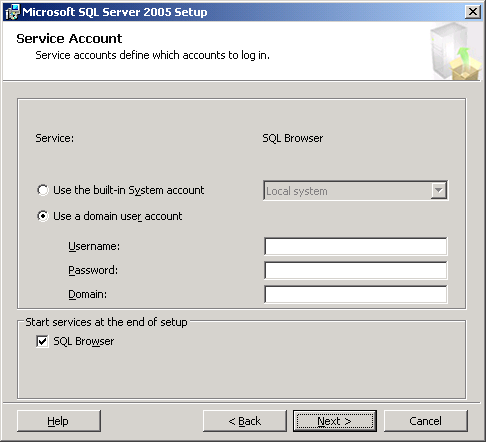 Microsoft SQL Server 2005 Setup
Service Account
Service accounts define which accounts to log in.
Service: SQL Browser
Use the built-in System account Local system
Use a domain user account
Username:
Password:
Domain:
Start services at the end of setup
SQL Browser
Help < Back Next > Cancel